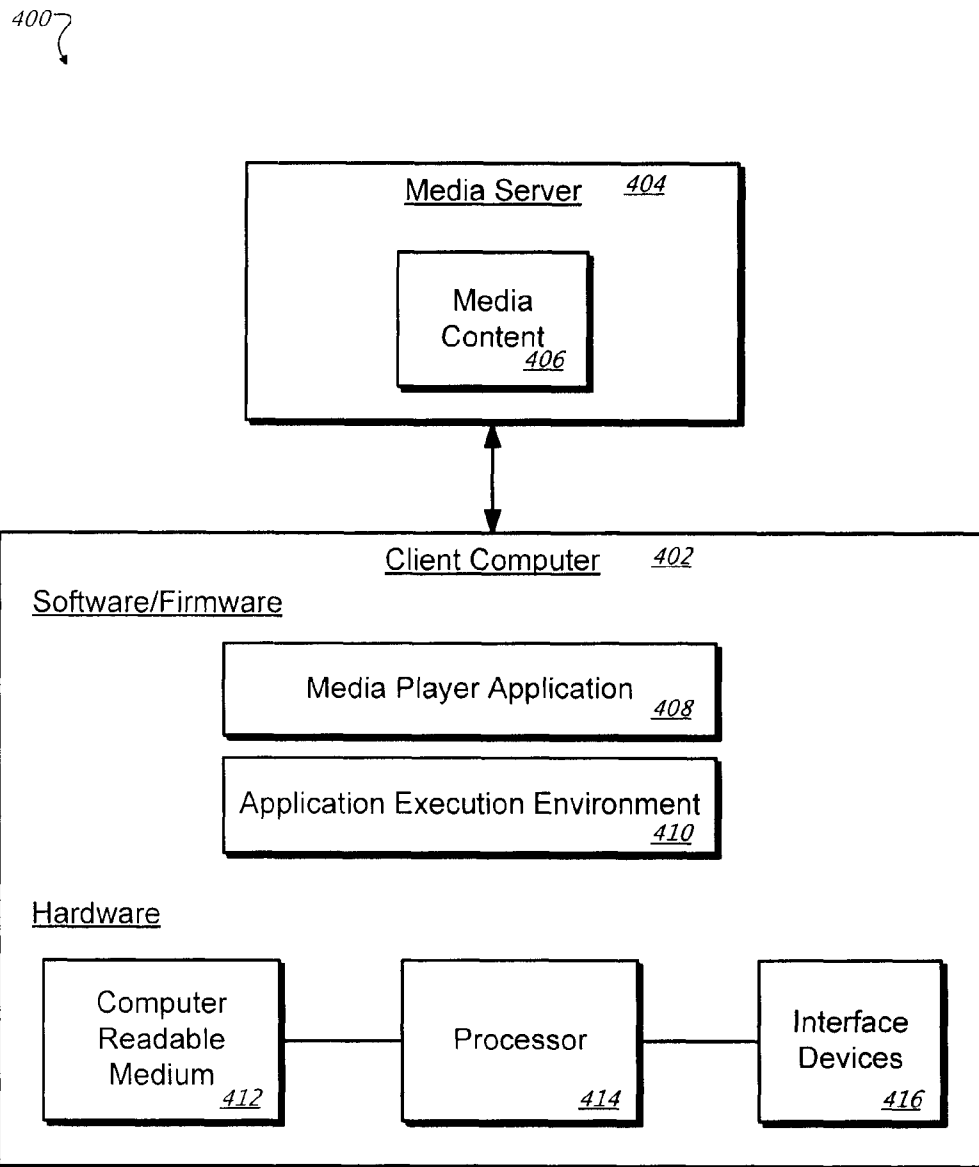 400
Media Server 404
Media
Content
406
Client Computer 402
Software/Firmware
Media Player Application
408
Application Execution Environment
410
Hardware
Computer
Readable
Medium
412
Processor
414
Interface
Devices
416